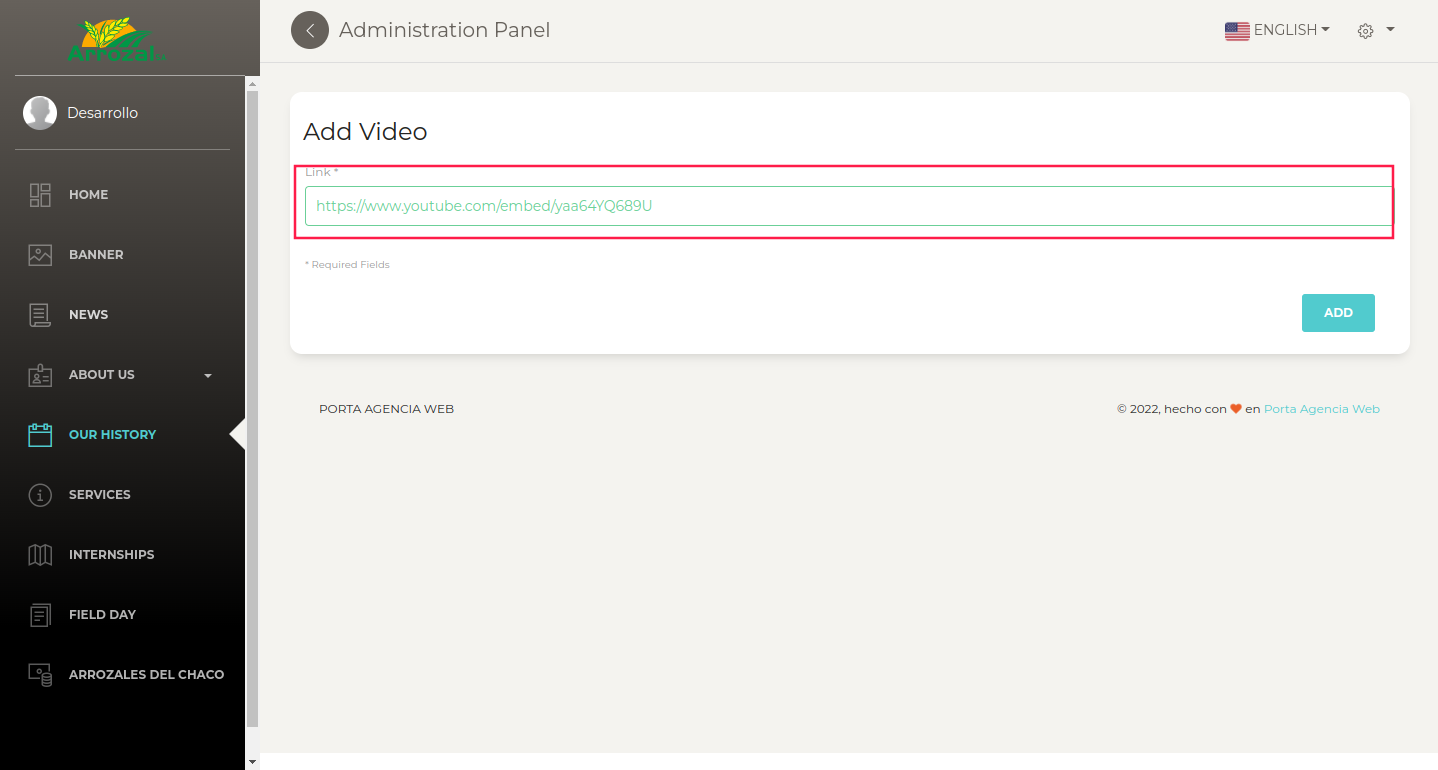 Arrozal S.A.
Desarrollo
HOME
BANNER
NEWS
ABOUT US
OUR HISTORY
SERVICES
INTERNSHIPS
FIELD DAY
ARROZALES DEL CHACO
Administration Panel
ENGLISH
Add Video
Link *
https://www.youtube.com/embed/yaa64YQ689U
* Required Fields
ADD
PORTA AGENCIA WEB
© 2022, hecho con 🧡 en Porta Agencia Web